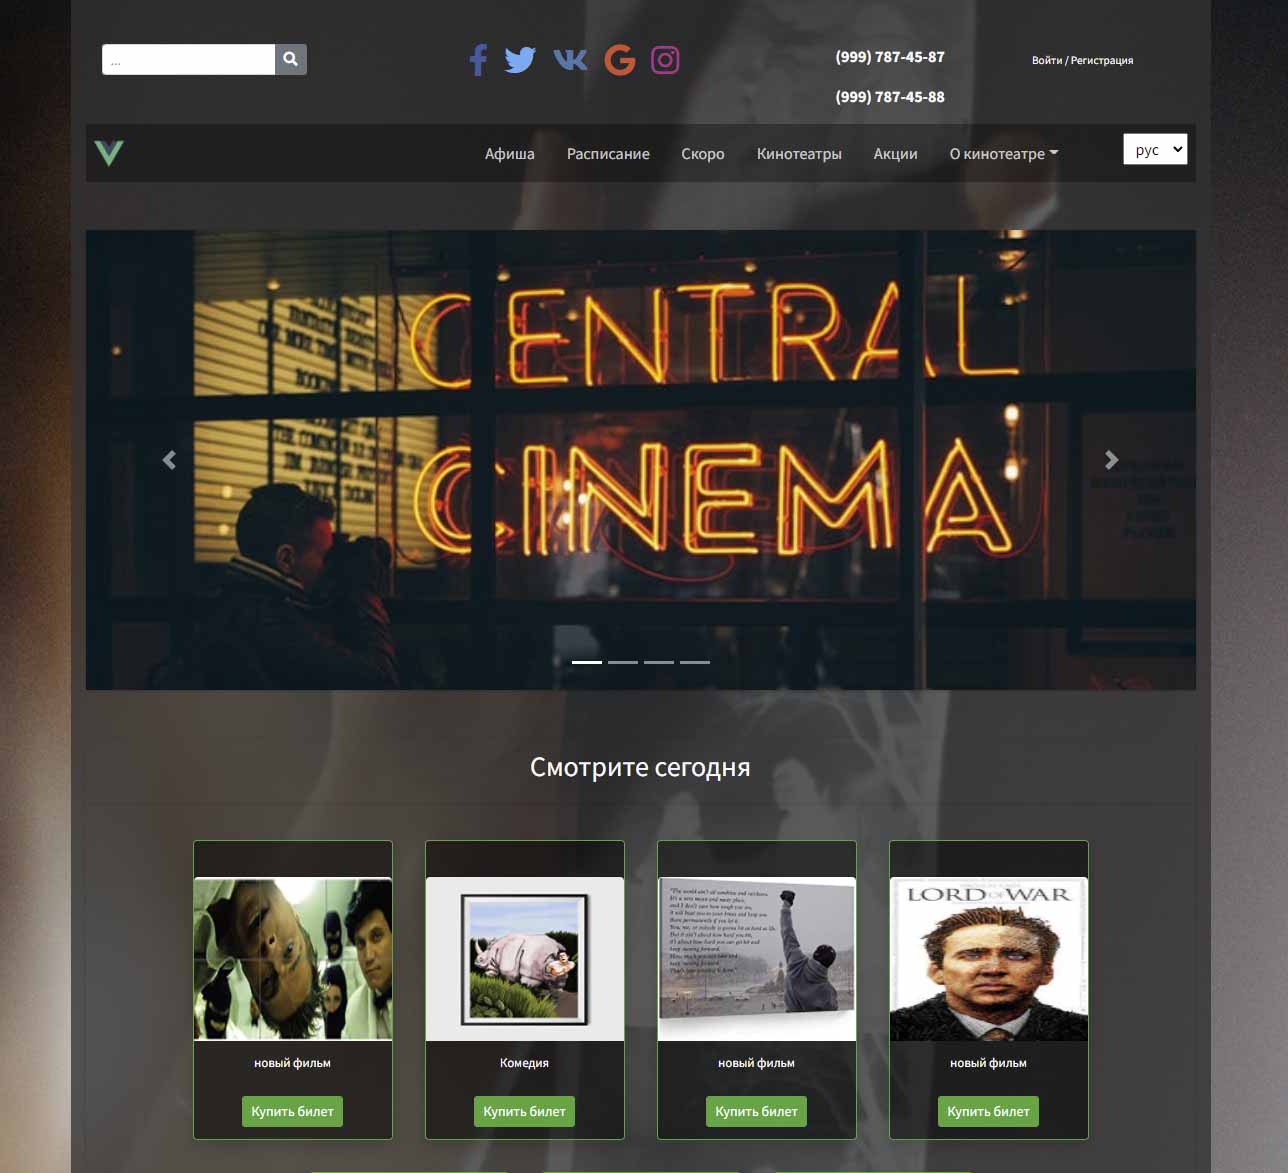 ...
(999) 787-45-87
Войти / Регистрация
(999) 787-45-88
Афиша Расписание Скоро Кинотеатры Акции О кинотеатре
рус
CENTRAL
CINEMA
Смотрите сегодня
LORD OF WAR
новый фильм
Комедия
новый фильм
новый фильм
Купить билет
Купить билет
Купить билет
Купить билет